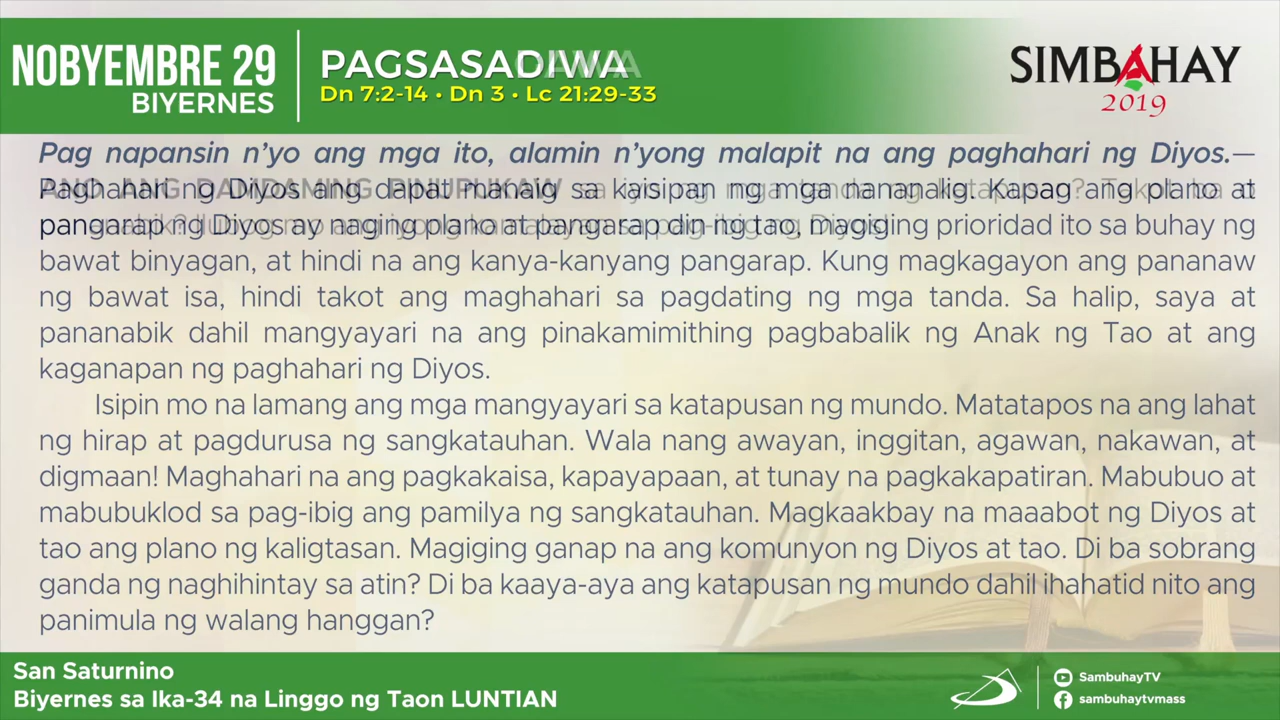 NOBYEMBRE 29
BIYERNES
PAGSASADIWA
Dn 7:2-14 • Dn 3 • Lc 21:29-33
SIMBAHAY
2019
Pag napansin n’yo ang mga ito, alamin n’yong malapit na ang paghahari ng Diyos.—
Paghahari ng Diyos ang dapat manaig sa kaisipan ng mga nananalig. Kapag ang plano at
pangarap ng Diyos ay naging plano at pangarap din ng tao, magiging prioridad ito sa buhay ng
bawat binyagan, at hindi na ang kanya-kanyang pangarap. Kung magkagayon ang pananaw
ng bawat isa, hindi takot ang maghahari sa pagdating ng mga tanda. Sa halip, saya at
pananabik dahil mangyayari na ang pinakamimithing pagbabalik ng Anak ng Tao at ang
kaganapan ng paghahari ng Diyos.
Isipin mo na lamang ang mga mangyayari sa katapusan ng mundo. Matatapos na ang lahat
ng hirap at pagdurusa ng sangkatauhan. Wala nang awayan, inggitan, agawan, nakawan, at
digmaan! Maghahari na ang pagkakaisa, kapayapaan, at tunay na pagkakapatiran. Mabubuo at
mabubuklod sa pag-ibig ang pamilya ng sangkatauhan. Magkaakbay na maaabot ng Diyos at
tao ang plano ng kaligtasan. Magiging ganap na ang komunyon ng Diyos at tao. Di ba sobrang
ganda ng naghihintay sa atin? Di ba kaaya-aya ang katapusan ng mundo dahil ihahatid nito ang
panimula ng walang hanggan?
San Saturnino
Biyernes sa Ika-34 na Linggo ng Taon LUNTIAN
SambuhayTV
sambuhaytvmass